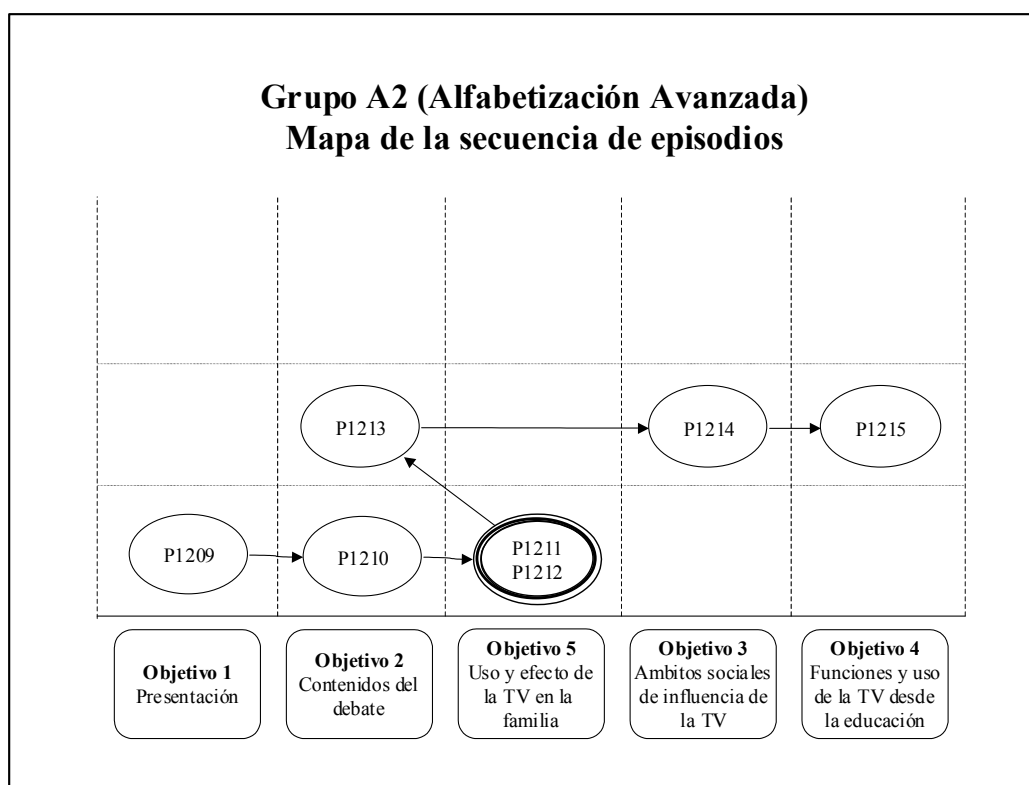 Grupo A2 (Alfabetización Avanzada)
Mapa de la secuencia de episodios
P1213
P1214
P1215
P1209
P1210
P1211
P1212
Objetivo 1
Presentación
Objetivo 2
Contenidos del
debate
Objetivo 5
Uso y efecto de
la TV en la
familia
Objetivo 3
Ambitos sociales
de influencia de
la TV
Objetivo 4
Funciones y uso
de la TV desde
la educación